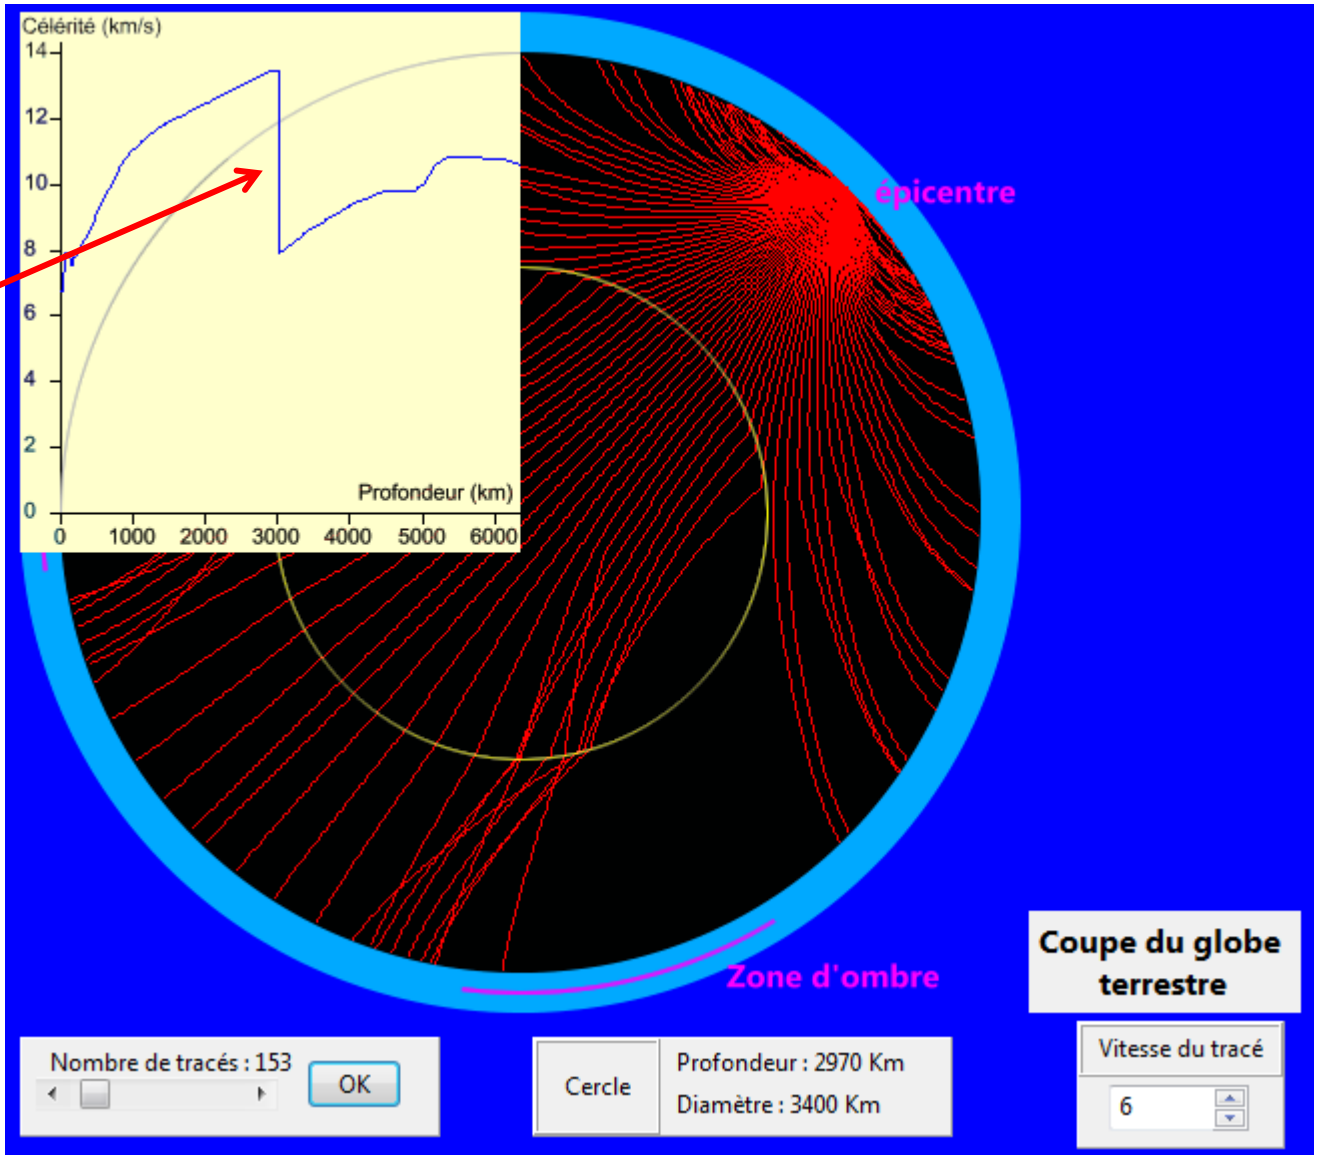 Célérité (km/s)
14
12
10
8
6
4
2
0
Profondeur (km)
0 1000 2000 3000 4000 5000 6000
épicentre
Zone d'ombre
Coupe du globe
terrestre
Nombre de tracés : 153
OK
Cercle
Profondeur : 2970 Km
Diamètre : 3400 Km
Vitesse du tracé
6